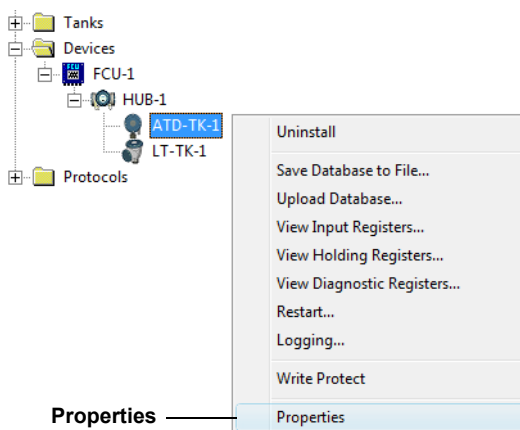 Tanks
Devices
FCU
FCU-1
HUB-1
ATD-TK-1
LT-TK-1
Protocols
Uninstall
Save Database to File...
Upload Database...
View Input Registers...
View Holding Registers...
View Diagnostic Registers...
Restart...
Logging...
Write Protect
Properties
Properties